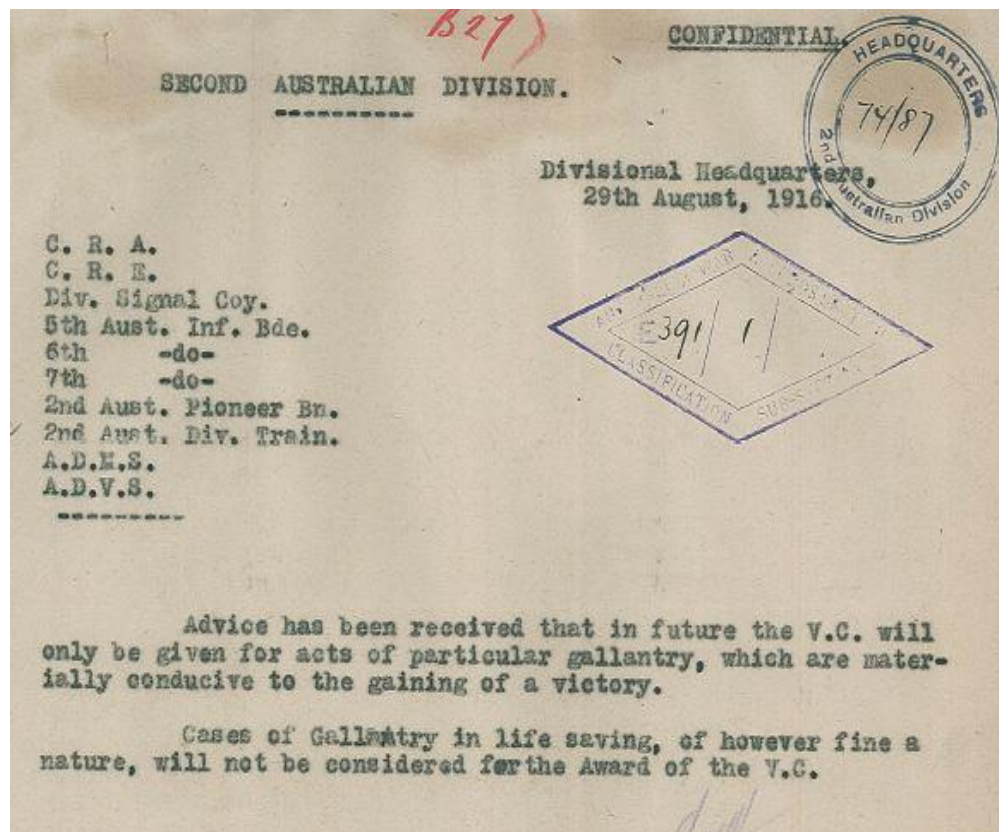 B27)
CONFIDENTIAL.
SECOND AUSTRALIAN DIVISION.
HEADQUARTERS
74/87
2nd Australian Division
Divisional Headquarters,
29th August, 1916.
C. R. A.
C. R. E.
Div. Signal Coy.
5th Aust. Inf. Bde.
6th -do-
7th -do-
2nd Aust. Pioneer Bn.
2nd Aust. Div. Train.
A.D.M.S.
A.D.V.S.
E391/ 1/
CLASSIFICATION
Advice has been received that in future the V.C. will
only be given for acts of particular gallantry, which are mater-
ially conducive to the gaining of a victory.
Cases of Gallantry in life saving, of however fine a
nature, will not be considered forthe Award of the V.C.